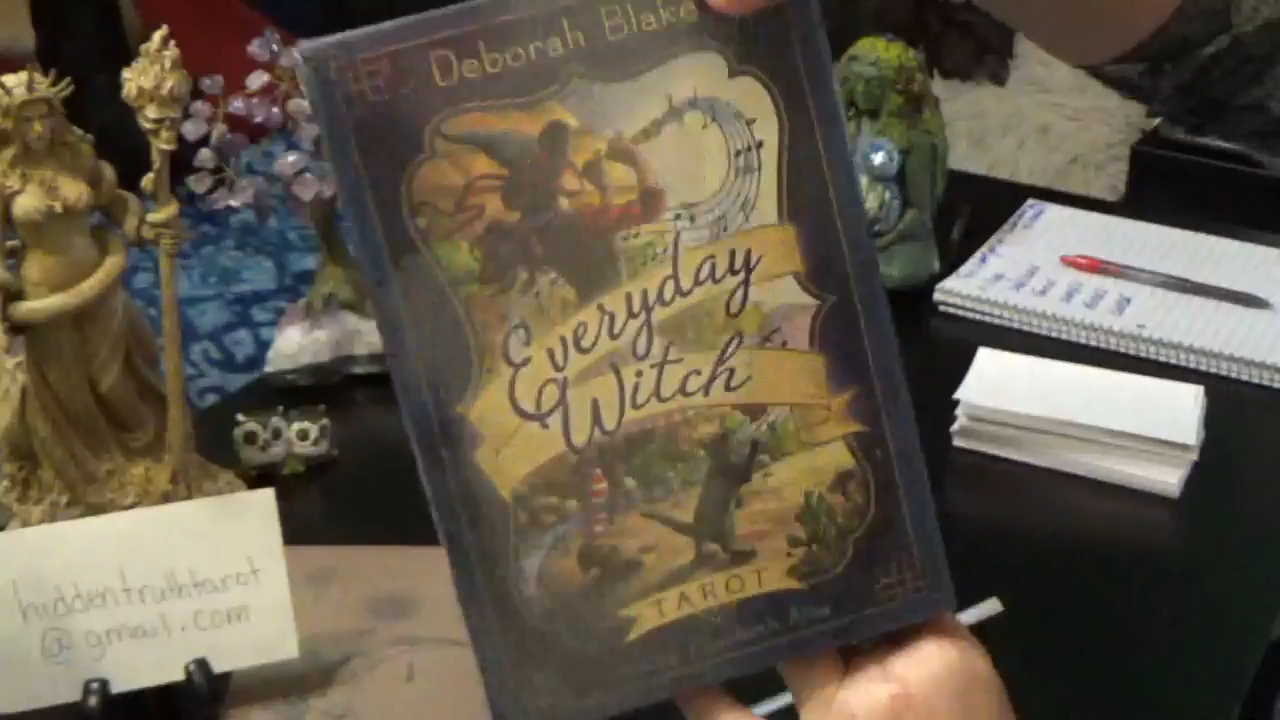 Deborah Blake
Everyday
Witch
TAROT
hiddentruthtarot
@gmail.com